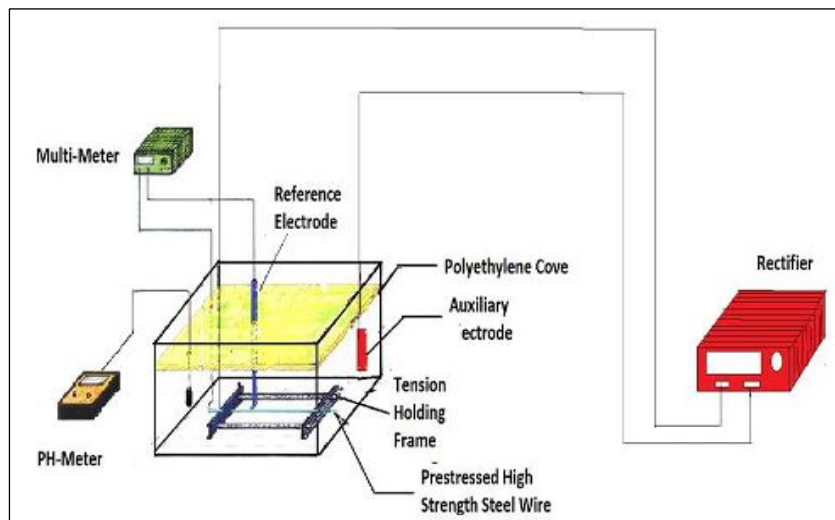 Multi-Meter
Reference
Electrode
Polyethylene Cove
Rectifier
Auxiliary
ectrode
Tension
Holding
Frame
PH-Meter
Prestressed High
Strength Steel Wire